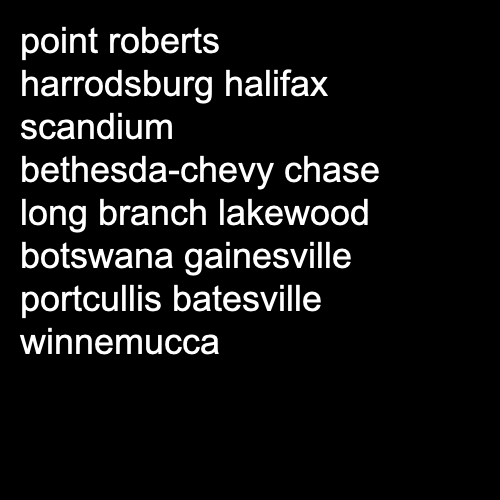 point roberts
harrodsburg halifax
scandium
bethesda-chevy chase
long branch lakewood
botswana gainesville
portcullis batesville
winnemucca